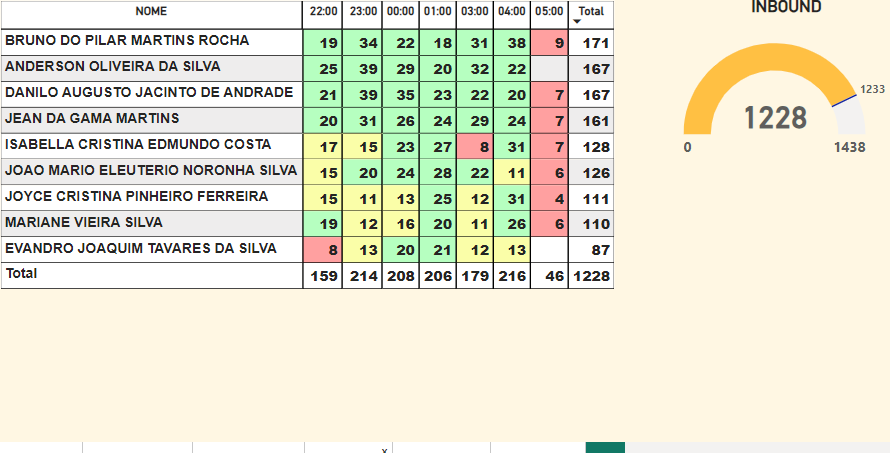 NOME 22:00 23:00 00:00 01:00 03:00 04:00 05:00 Total
BRUNO DO PILAR MARTINS ROCHA 19 34 22 18 31 38 9 171
ANDERSON OLIVEIRA DA SILVA 25 39 29 20 32 22 167
DANILO AUGUSTO JACINTO DE ANDRADE 21 39 35 23 22 20 7 167
JEAN DA GAMA MARTINS 20 31 26 24 29 24 7 161
ISABELLA CRISTINA EDMUNDO COSTA 17 15 23 27 8 31 7 128
JOAO MARIO ELEUTERIO NORONHA SILVA 15 20 24 28 22 11 6 126
JOYCE CRISTINA PINHEIRO FERREIRA 15 11 13 25 12 31 4 111
MARIANE VIEIRA SILVA 19 12 16 20 11 26 6 110
EVANDRO JOAQUIM TAVARES DA SILVA 8 13 20 21 12 13 87
Total 159 214 208 206 179 216 46 1228
INBOUND
1233
1228
0 1438
x